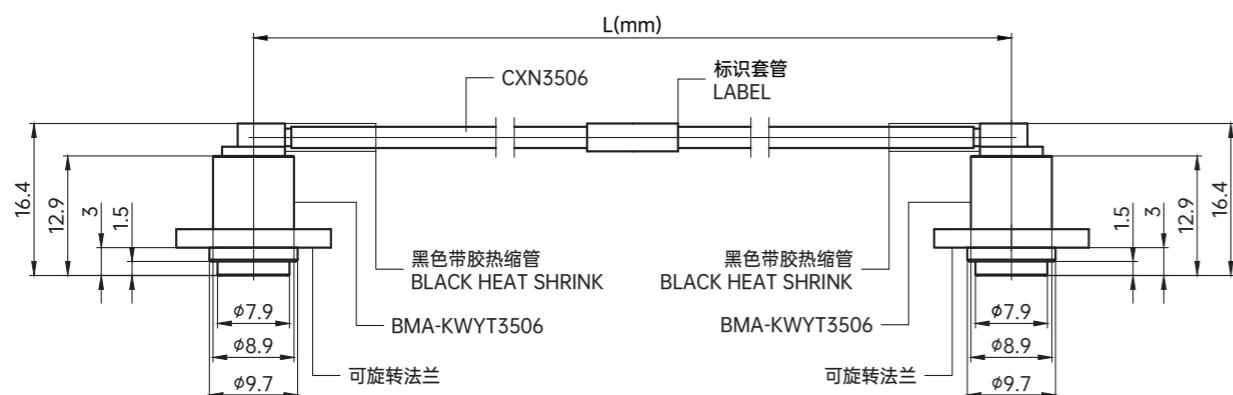 L(mm)
CXN3506
标识套管
LABEL
16.4
12.9
3
1.5
1.5
3
12.9
16.4
黑色带胶热缩管
BLACK HEAT SHRINK
黑色带胶热缩管
BLACK HEAT SHRINK
ϕ7.9
BMA-KWYT3506
BMA-KWYT3506
ϕ7.9
ϕ8.9
ϕ8.9
可旋转法兰
可旋转法兰
ϕ9.7
ϕ9.7